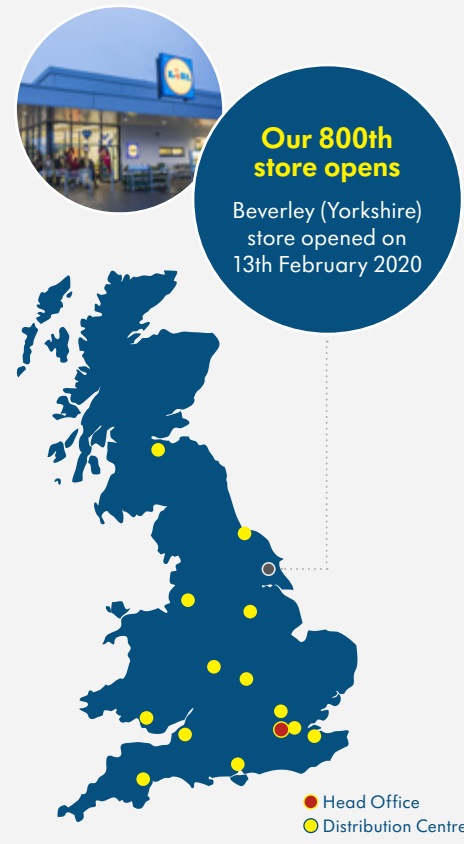 LIDL
Our 800th
store opens
Beverley (Yorkshire)
store opened on
13th February 2020
Head Office
Distribution Centre